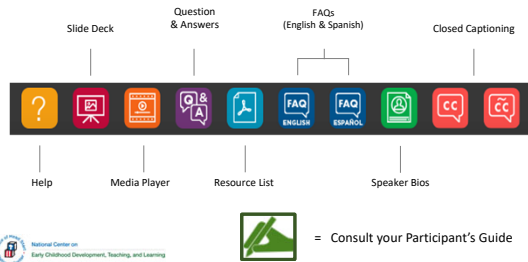 Slide Deck
Question
& Answers
FAQs
(English & Spanish)
Closed Captioning
?
Q&
A
FAQ
ENGLISH
FAQ
ESPAÑOL
CC
c̃c̃
Help
Media Player
Resource List
Speaker Bios
National Center on
Early Childhood Development, Teaching, and Learning
= Consult your Participant's Guide